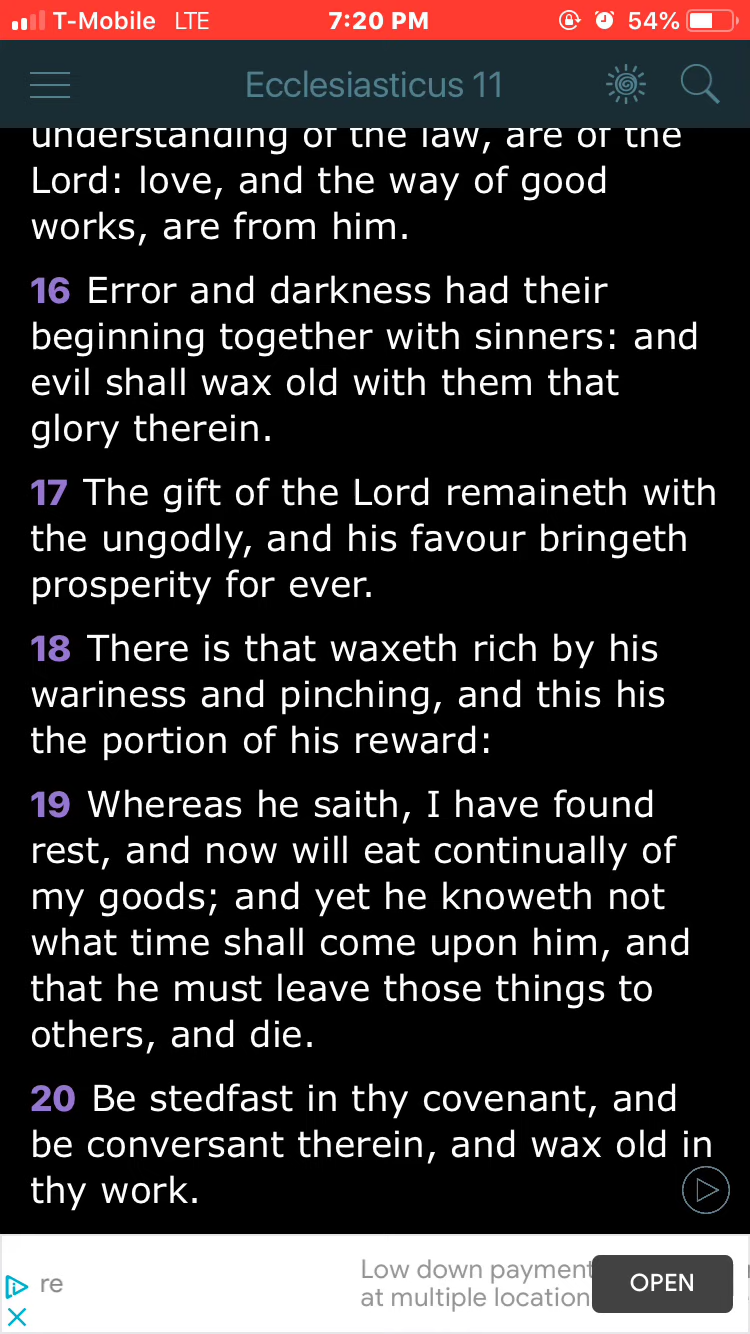 T-Mobile LTE 7:20 PM 54%
Ecclesiasticus 11
understanding of the law, are of the
Lord: love, and the way of good
works, are from him.
16 Error and darkness had their
beginning together with sinners: and
evil shall wax old with them that
glory therein.
17 The gift of the Lord remaineth with
the ungodly, and his favour bringeth
prosperity for ever.
18 There is that waxeth rich by his
wariness and pinching, and this his
the portion of his reward:
19 Whereas he saith, I have found
rest, and now will eat continually of
my goods; and yet he knoweth not
what time shall come upon him, and
that he must leave those things to
others, and die.
20 Be stedfast in thy covenant, and
be conversant therein, and wax old in
thy work.
re
Low down payment
at multiple location
OPEN